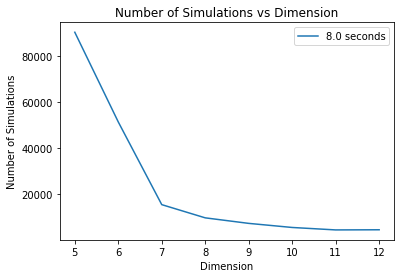 Number of Simulations vs Dimension
8.0 seconds
Number of Simulations
80000
60000
40000
20000
5 6 7 8 9 10 11 12
Dimension